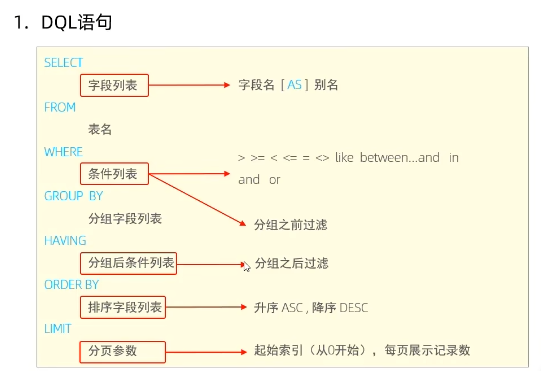 1. DQL语句
SELECT
字段列表 字段名 [ AS ] 别名
FROM
表名
WHERE
> >= < <= = <> like between...and in
条件列表
and or
GROUP BY
分组字段列表 分组之前过滤
HAVING
分组后条件列表 分组之后过滤
ORDER BY
排序字段列表 升序 ASC , 降序 DESC
LIMIT
分页参数 起始索引（从0开始），每页展示记录数